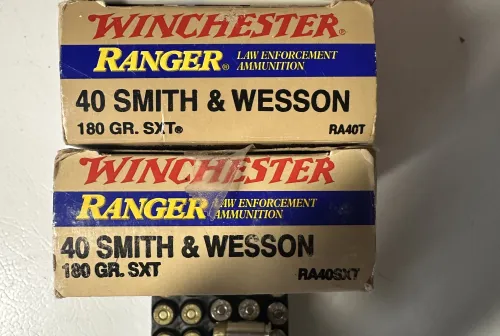 WINCHESTER®
RANGER® LAW ENFORCEMENT
AMMUNITION
40 SMITH & WESSON
180 GR. SXT® RA40T
WINCHESTER
RANGER LAW ENFORCEMENT
AMMUNITION
40 SMITH & WESSON
180 GR. SXT RA40SXT